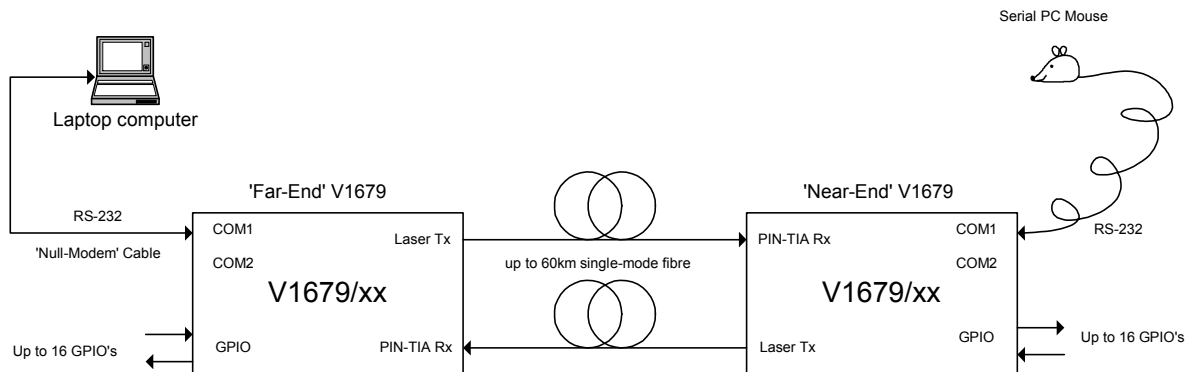 Serial PC Mouse
Laptop computer
'Far-End' V1679
'Near-End' V1679
RS-232
'Null-Modem' Cable
COM1
Laser Tx
COM2
V1679/xx
GPIO
PIN-TIA Rx
Up to 16 GPIO's
up to 60km single-mode fibre
PIN-TIA Rx
COM1
COM2
V1679/xx
GPIO
Laser Tx
RS-232
Up to 16 GPIO's